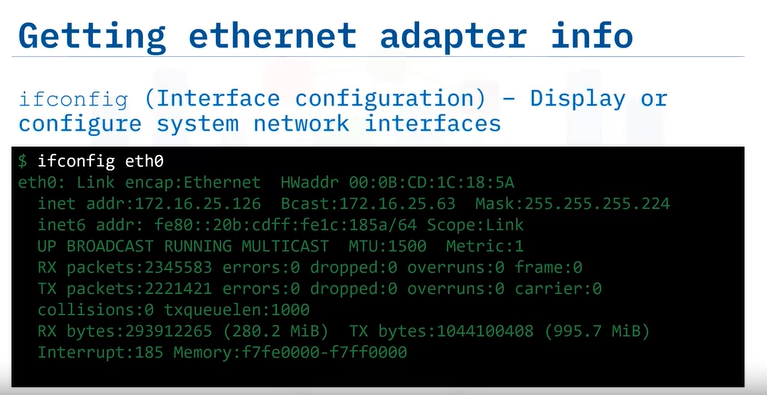 Getting ethernet adapter info
ifconfig (Interface configuration) – Display or
configure system network interfaces
$ ifconfig eth0
eth0: Link encap:Ethernet  HWaddr 00:0B:CD:1C:18:5A
  inet addr:172.16.25.126  Bcast:172.16.25.63  Mask:255.255.255.224
  inet6 addr: fe80::20b:cdff:fe1c:185a/64 Scope:Link
  UP BROADCAST RUNNING MULTICAST  MTU:1500  Metric:1
  RX packets:2345583 errors:0 dropped:0 overruns:0 frame:0
  TX packets:2221421 errors:0 dropped:0 overruns:0 carrier:0
  collisions:0 txqueuelen:1000
  RX bytes:293912265 (280.2 MiB)  TX bytes:1044100408 (995.7 MiB)
  Interrupt:185 Memory:f7fe0000-f7ff0000